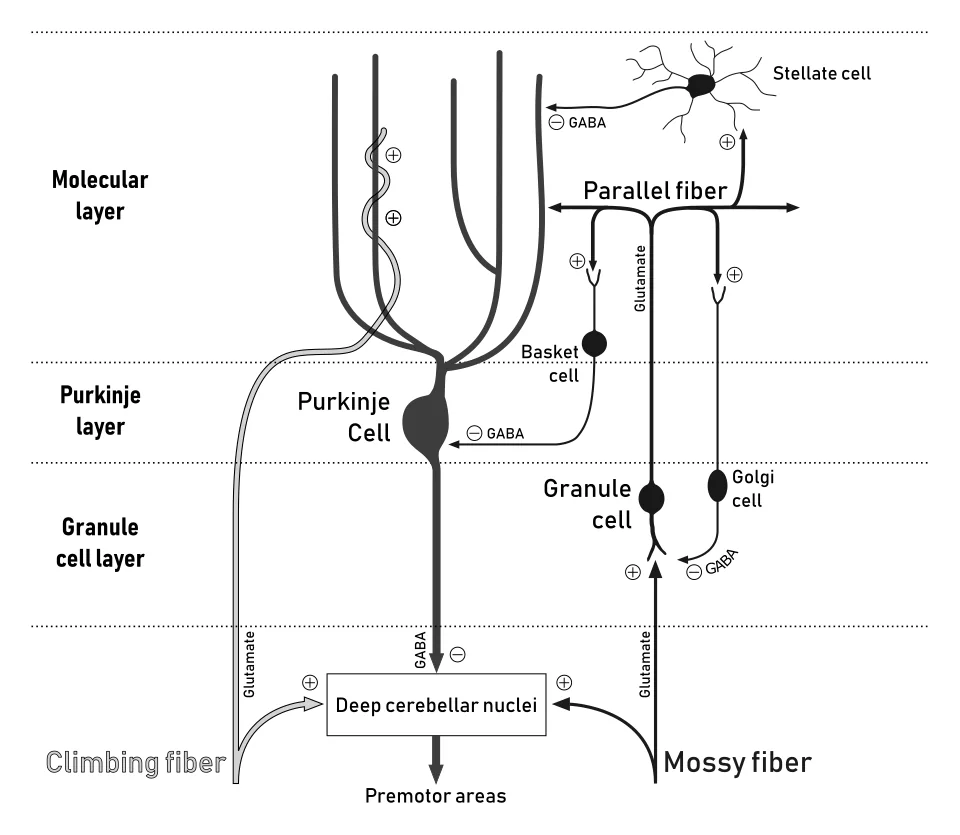 Stellate cell
⊖ GABA
⊕
Molecular
layer
⊕
⊕
Parallel fiber
⊕
Glutamate
⊕
Basket
cell
Purkinje
layer
Purkinje
Cell
⊖ GABA
Granule
cell
Golgi
cell
Granule
cell layer
⊕
⊖ GABA
Glutamate
GABA
⊖
Glutamate
⊕
⊕
Deep cerebellar nuclei
Climbing fiber
Mossy fiber
Premotor areas